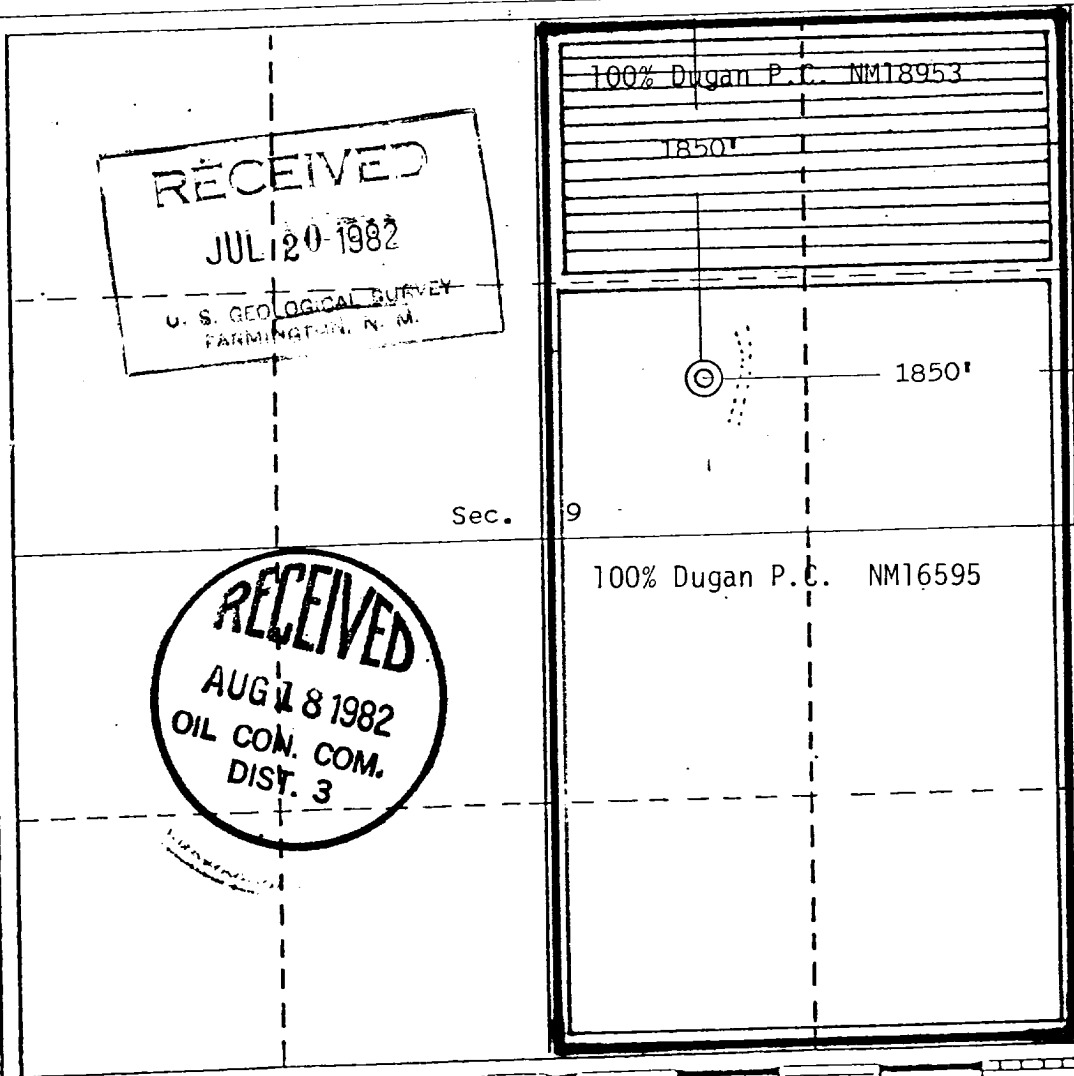 100% Dugan P.C. NM18953
1850'
RECEIVED
JUL 20 1982
U. S. GEOLOGICAL SURVEY
FARMINGTON, N. M.
1850'
Sec. 9
100% Dugan P.C. NM16595
RECEIVED
AUG 18 1982
OIL CON. COM.
DIST. 3